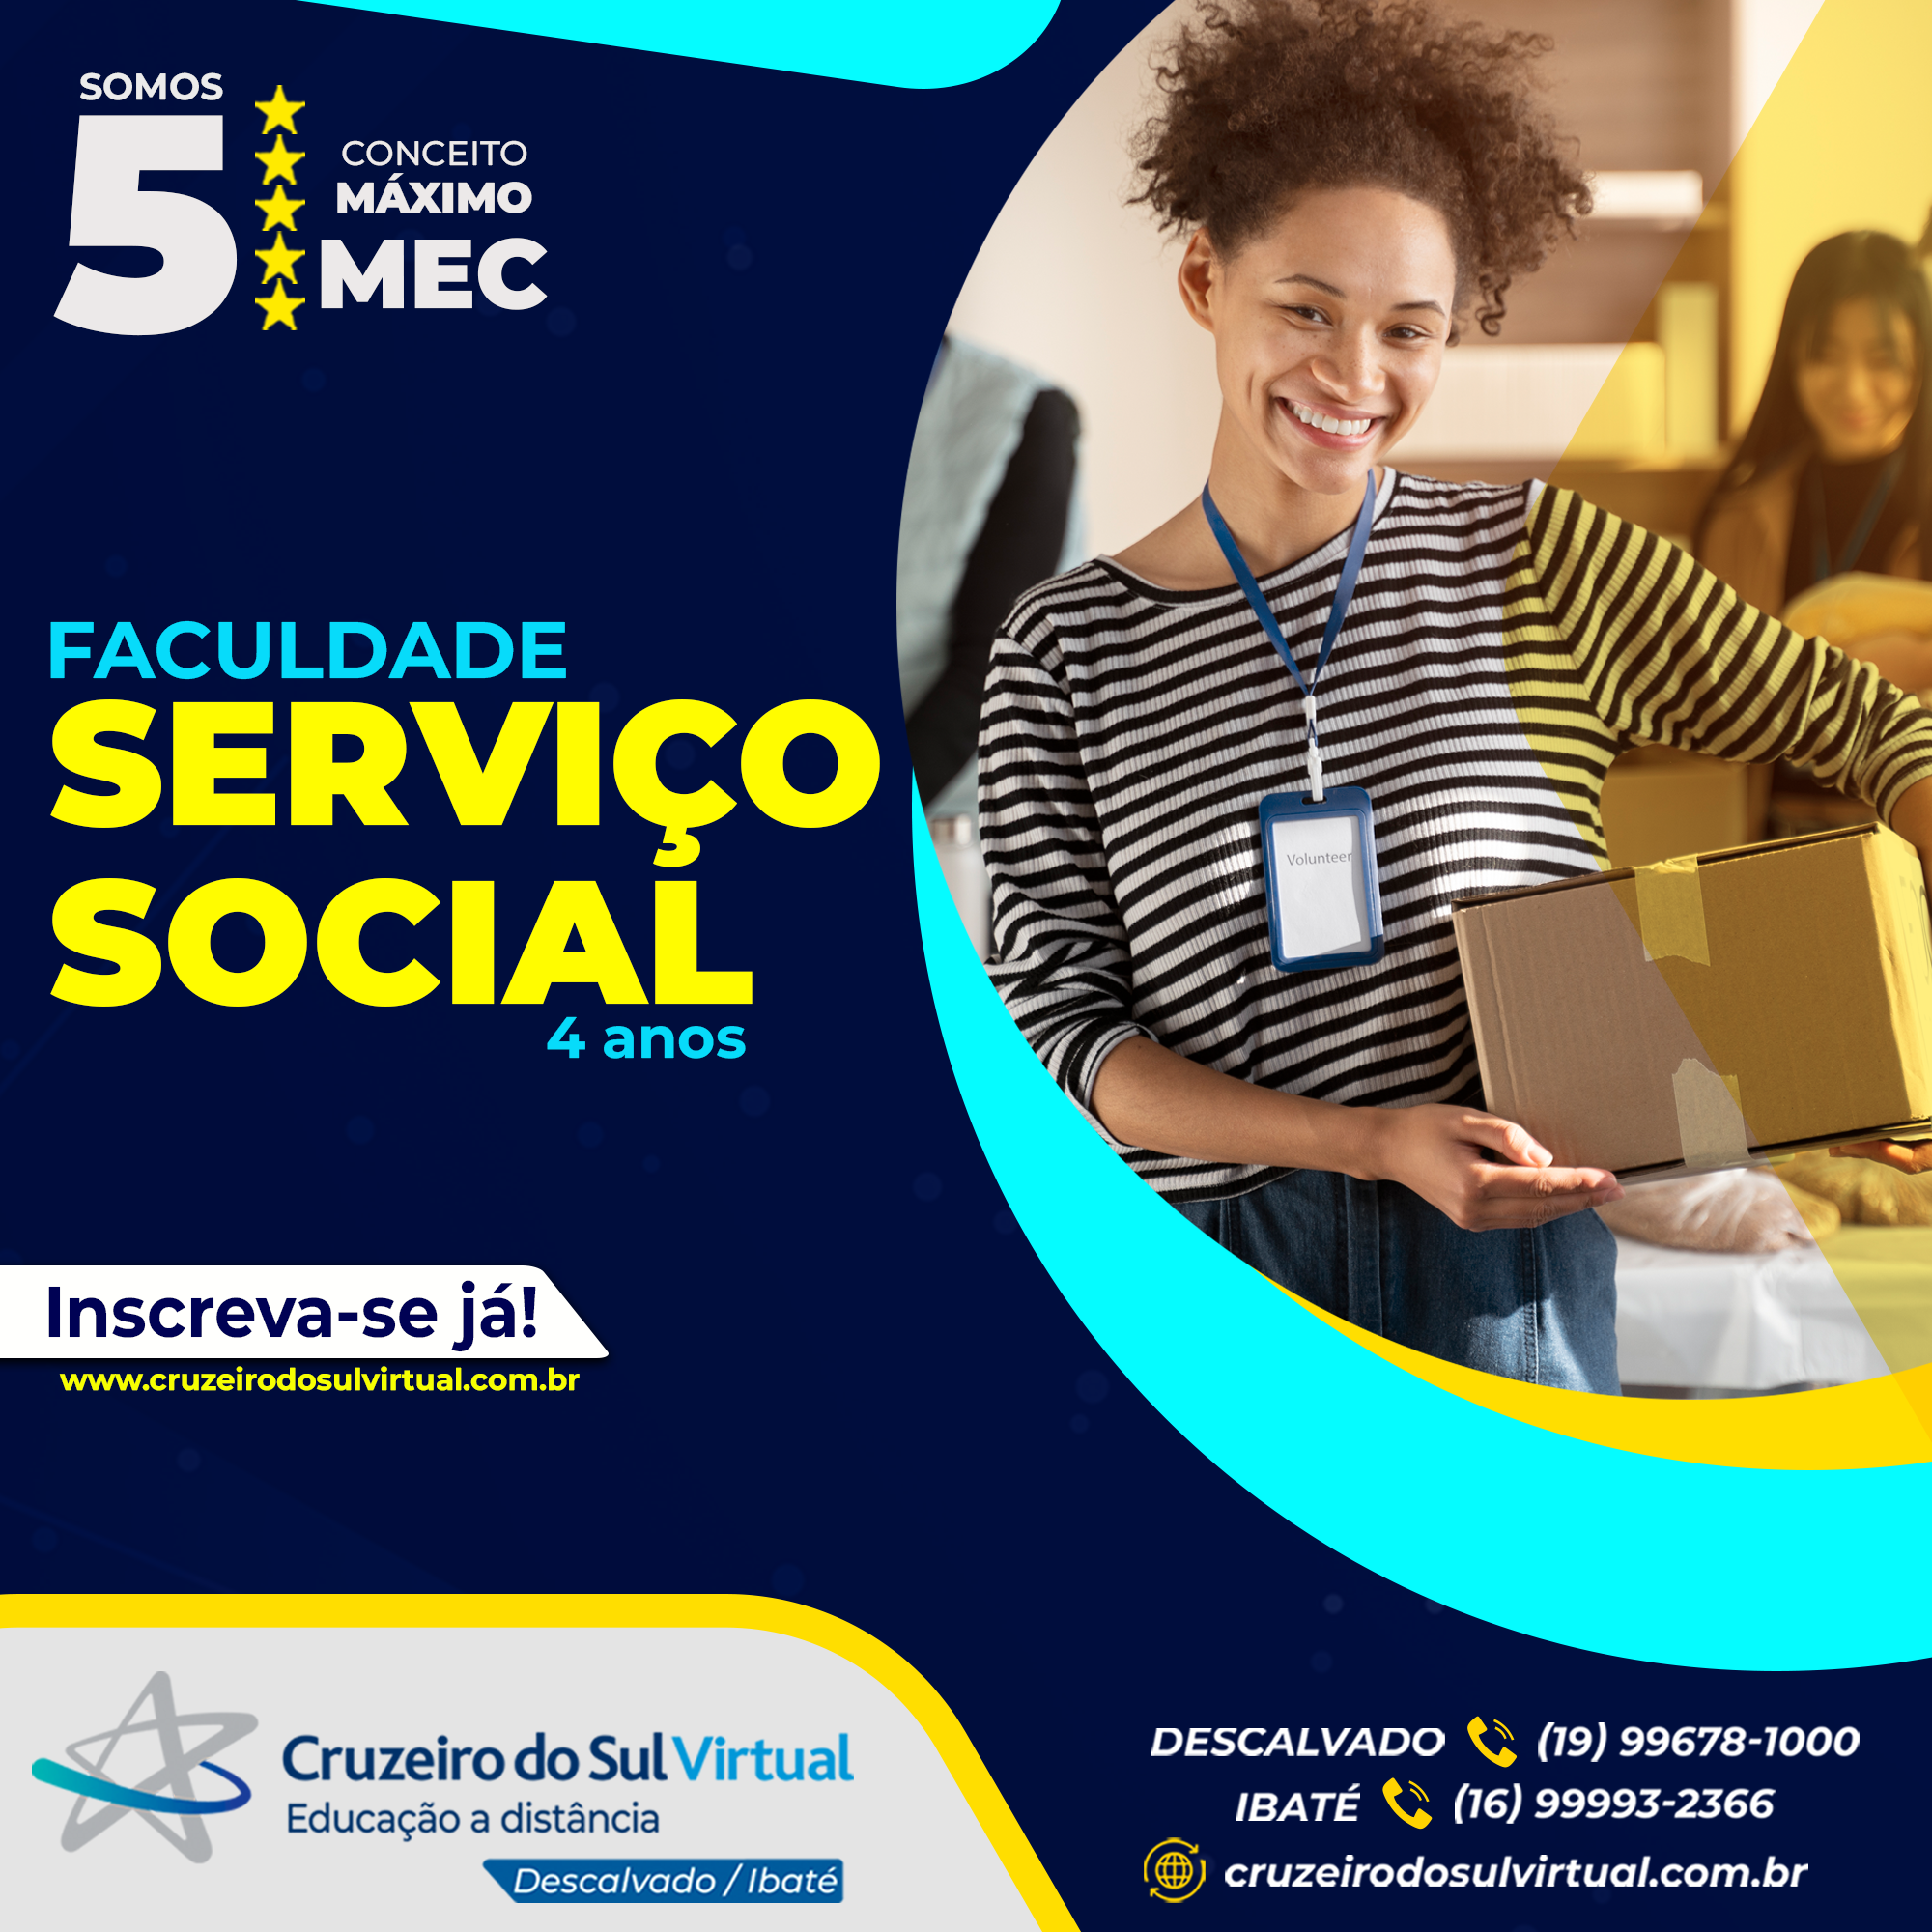 SOMOS
5
CONCEITO
MÁXIMO
MEC
FACULDADE
SERVIÇO
SOCIAL
4 anos
Volunteer
Inscreva-se já!
www.cruzeirodosulvirtual.com.br
Cruzeiro do Sul Virtual
Educação a distância
Descalvado / Ibaté
DESCALVADO (19) 99678-1000
IBATÉ (16) 99993-2366
cruzeirodosulvirtual.com.br